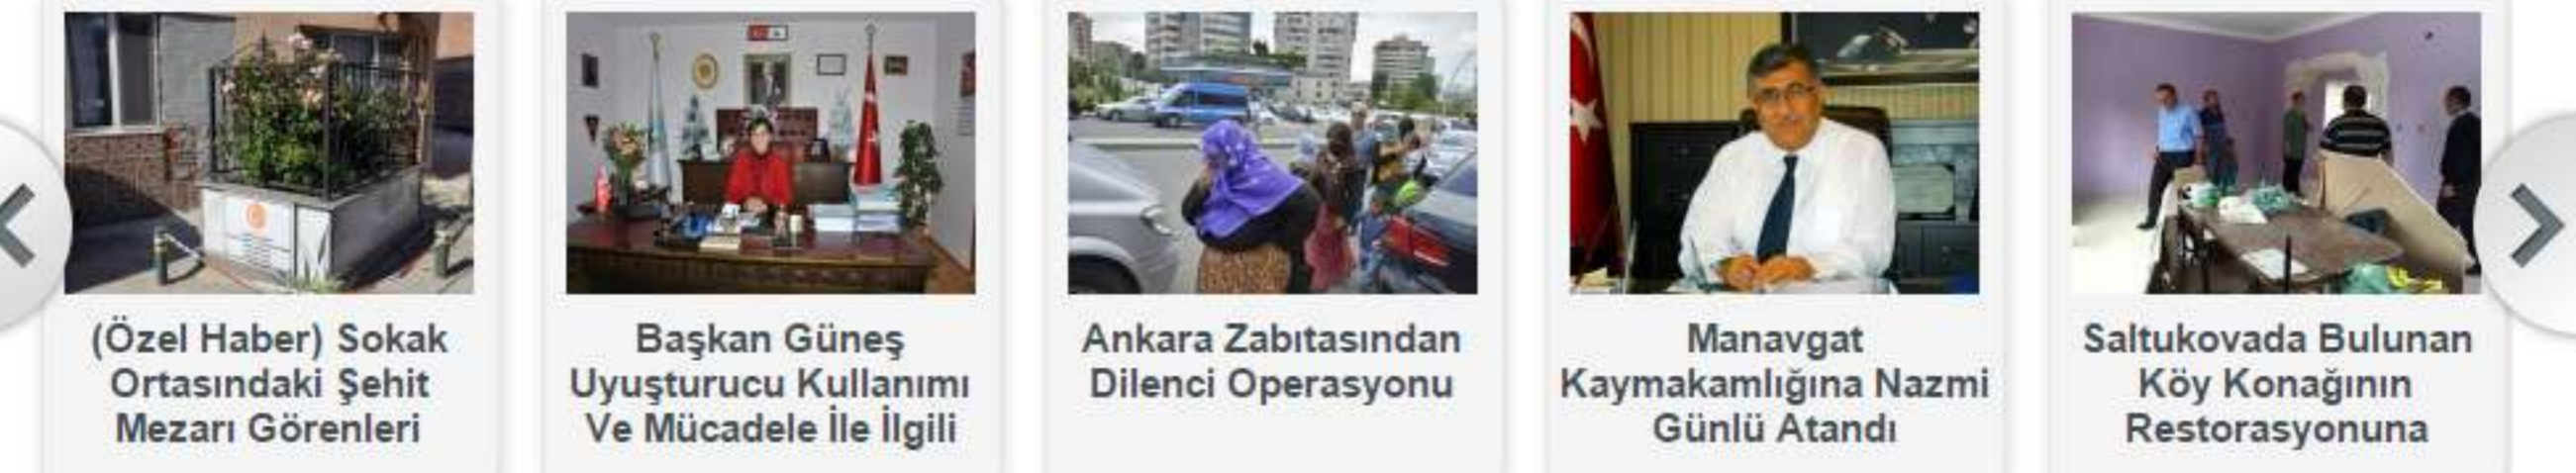 (Özel Haber) Sokak
Ortasındaki Şehit
Mezarı Görenleri
Başkan Güneş
Uyuşturucu Kullanımı
Ve Mücadele İle İlgili
Ankara Zabıtasından
Dilenci Operasyonu
Manavgat
Kaymakamlığına Nazmi
Günlü Atandı
Saltukovada Bulunan
Köy Konağının
Restorasyonuna